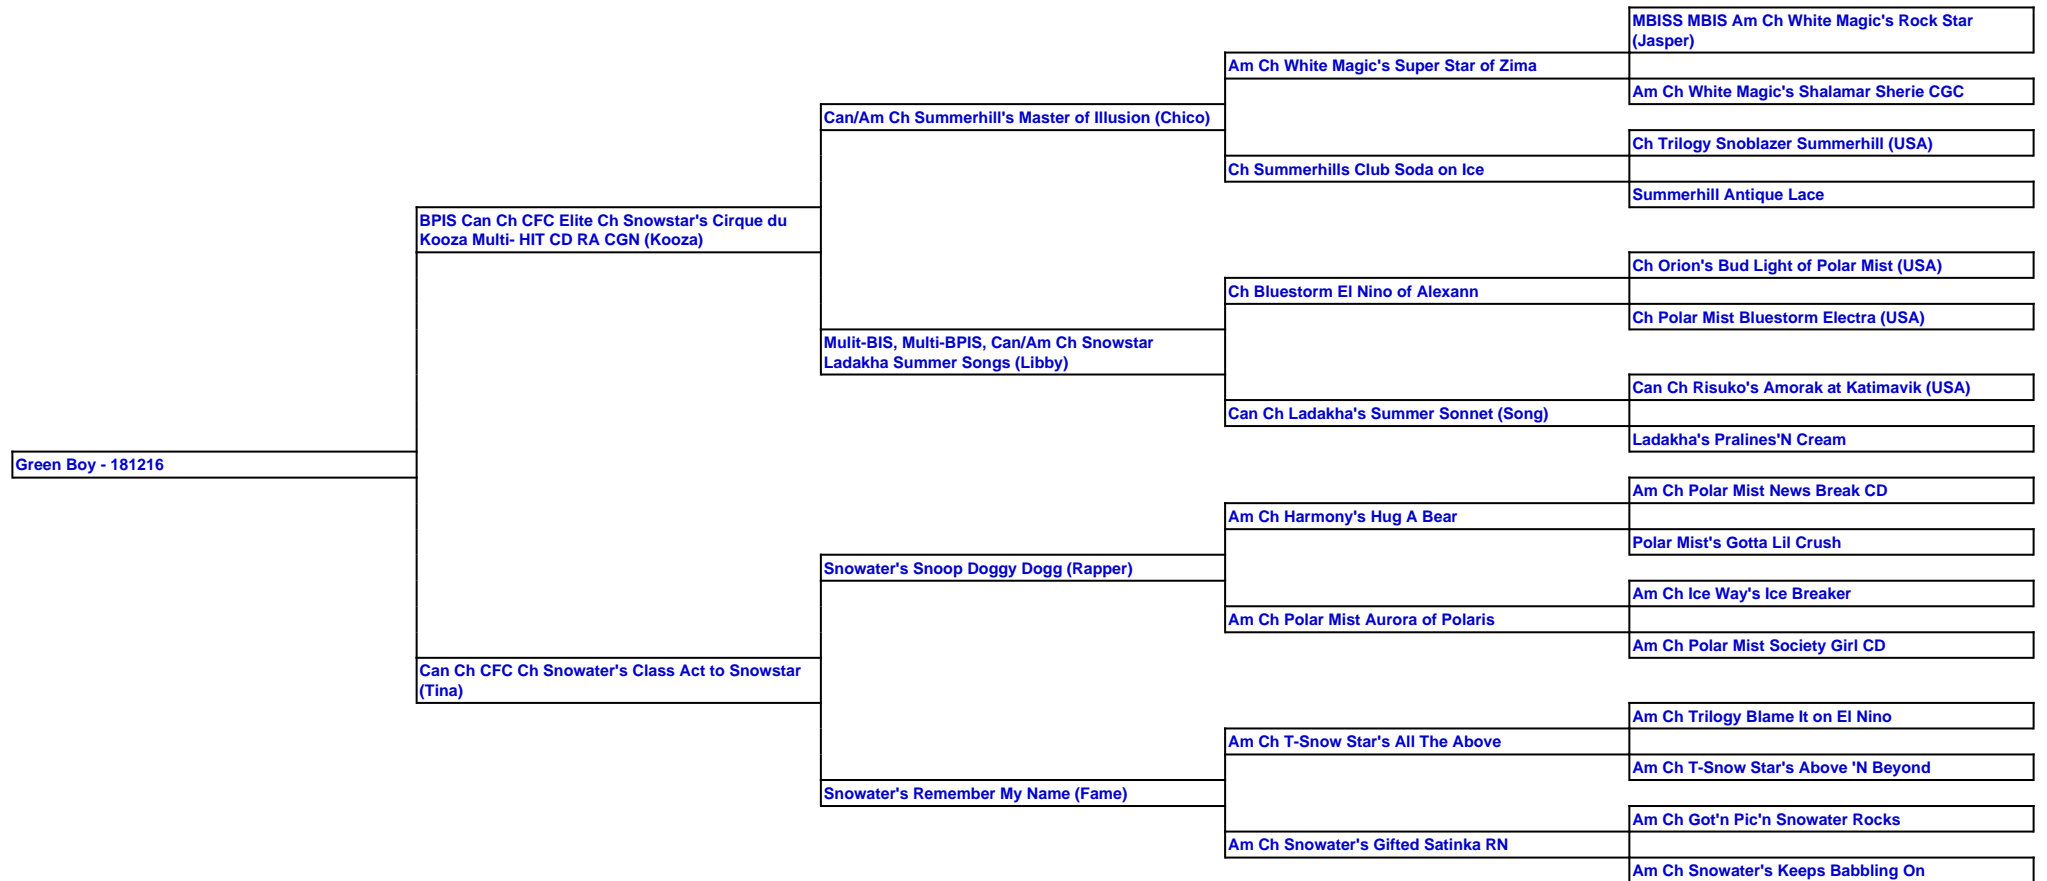 MBISS MBIS Am Ch White Magic's Rock Star
(Jasper)
Am Ch White Magic's Super Star of Zima
Am Ch White Magic's Shalamar Sherie CGC
Can/Am Ch Summerhill's Master of Illusion (Chico)
Ch Trilogy Snoblazer Summerhill (USA)
Ch Summerhills Club Soda on Ice
Summerhill Antique Lace
BPIS Can Ch CFC Elite Ch Snowstar's Cirque du
Kooza Multi- HIT CD RA CGN (Kooza)
Ch Orion's Bud Light of Polar Mist (USA)
Ch Bluestorm El Nino of Alexann
Ch Polar Mist Bluestorm Electra (USA)
Mulit-BIS, Multi-BPIS, Can/Am Ch Snowstar
Ladakha Summer Songs (Libby)
Can Ch Risuko's Amorak at Katimavik (USA)
Can Ch Ladakha's Summer Sonnet (Song)
Ladakha's Pralines'N Cream
Green Boy - 181216
Am Ch Polar Mist News Break CD
Am Ch Harmony's Hug A Bear
Polar Mist's Gotta Lil Crush
Snowater's Snoop Doggy Dogg (Rapper)
Am Ch Ice Way's Ice Breaker
Am Ch Polar Mist Aurora of Polaris
Am Ch Polar Mist Society Girl CD
Can Ch CFC Ch Snowater's Class Act to Snowstar
(Tina)
Am Ch Trilogy Blame It on El Nino
Am Ch T-Snow Star's All The Above
Am Ch T-Snow Star's Above 'N Beyond
Snowater's Remember My Name (Fame)
Am Ch Got'n Pic'n Snowater Rocks
Am Ch Snowater's Gifted Satinka RN
Am Ch Snowater's Keeps Babbling On